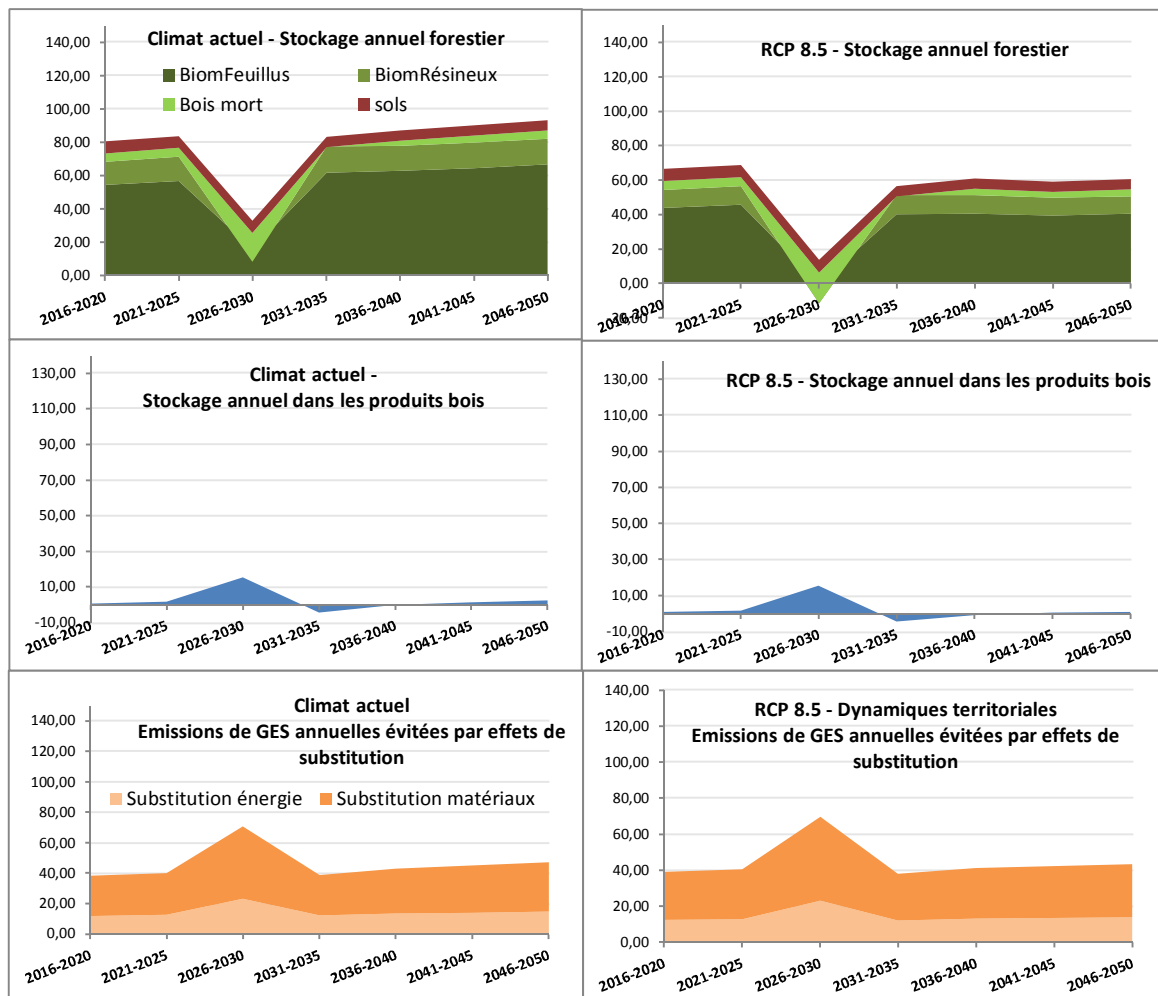 Climat actuel - Stockage annuel forestier
BiomFeuillus BiomRésineux
Bois mort sols
140,00
120,00
100,00
80,00
60,00
40,00
20,00
0,00
2016-2020 2021-2025 2026-2030 2031-2035 2036-2040 2041-2045 2046-2050
RCP 8.5 - Stockage annuel forestier
140,00
120,00
100,00
80,00
60,00
40,00
20,00
0,00
2016-2020 2021-2025 2026-2030 2031-2035 2036-2040 2041-2045 2046-2050
Climat actuel -
Stockage annuel dans les produits bois
130,00
110,00
90,00
70,00
50,00
30,00
10,00
-10,00
2016-2020 2021-2025 2026-2030 2031-2035 2036-2040 2041-2045 2046-2050
RCP 8.5 - Stockage annuel dans les produits bois
130,00
110,00
90,00
70,00
50,00
30,00
10,00
-10,00
2016-2020 2021-2025 2026-2030 2031-2035 2036-2040 2041-2045 2046-2050
Climat actuel
Emissions de GES annuelles évitées par effets de
substitution
Substitution énergie Substitution matériaux
140,00
120,00
100,00
80,00
60,00
40,00
20,00
0,00
2016-2020 2021-2025 2026-2030 2031-2035 2036-2040 2041-2045 2046-2050
RCP 8.5 - Dynamiques territoriales
Emissions de GES annuelles évitées par effets de
substitution
140,00
120,00
100,00
80,00
60,00
40,00
20,00
0,00
2016-2020 2021-2025 2026-2030 2031-2035 2036-2040 2041-2045 2046-2050